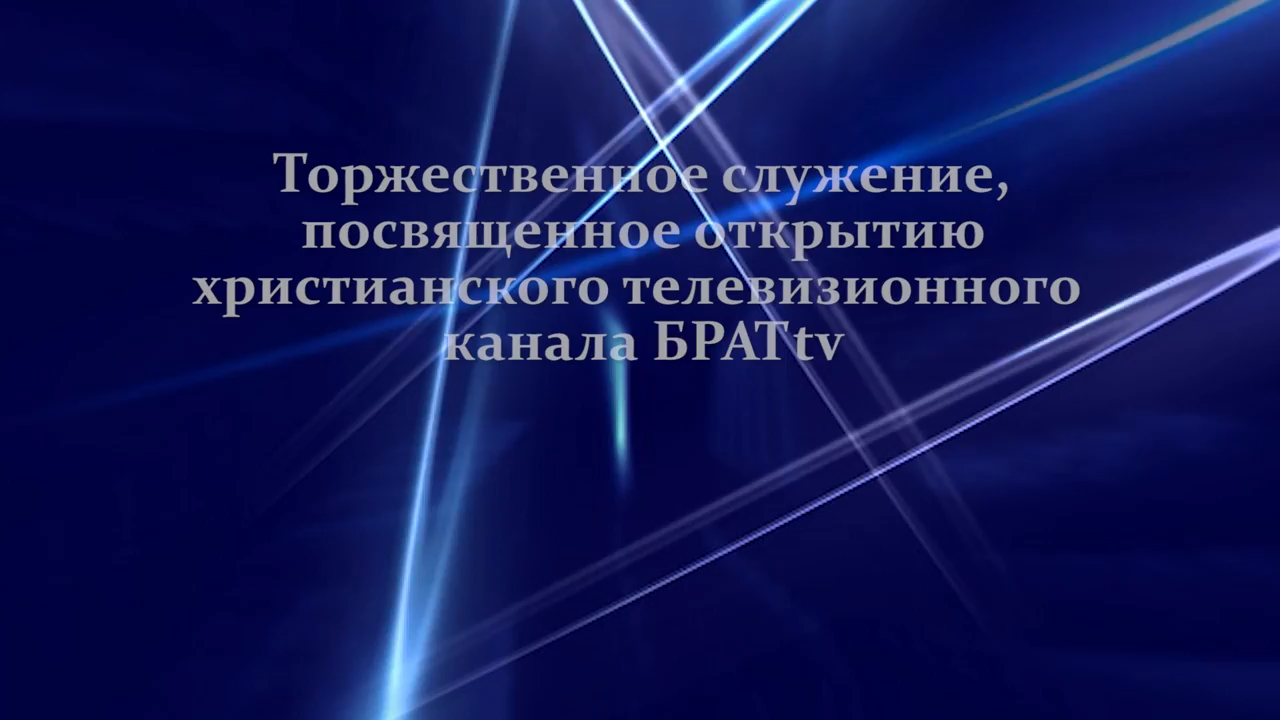 Торжественное служение,
посвященное открытию
христианского телевизионного
канала БРАТtv